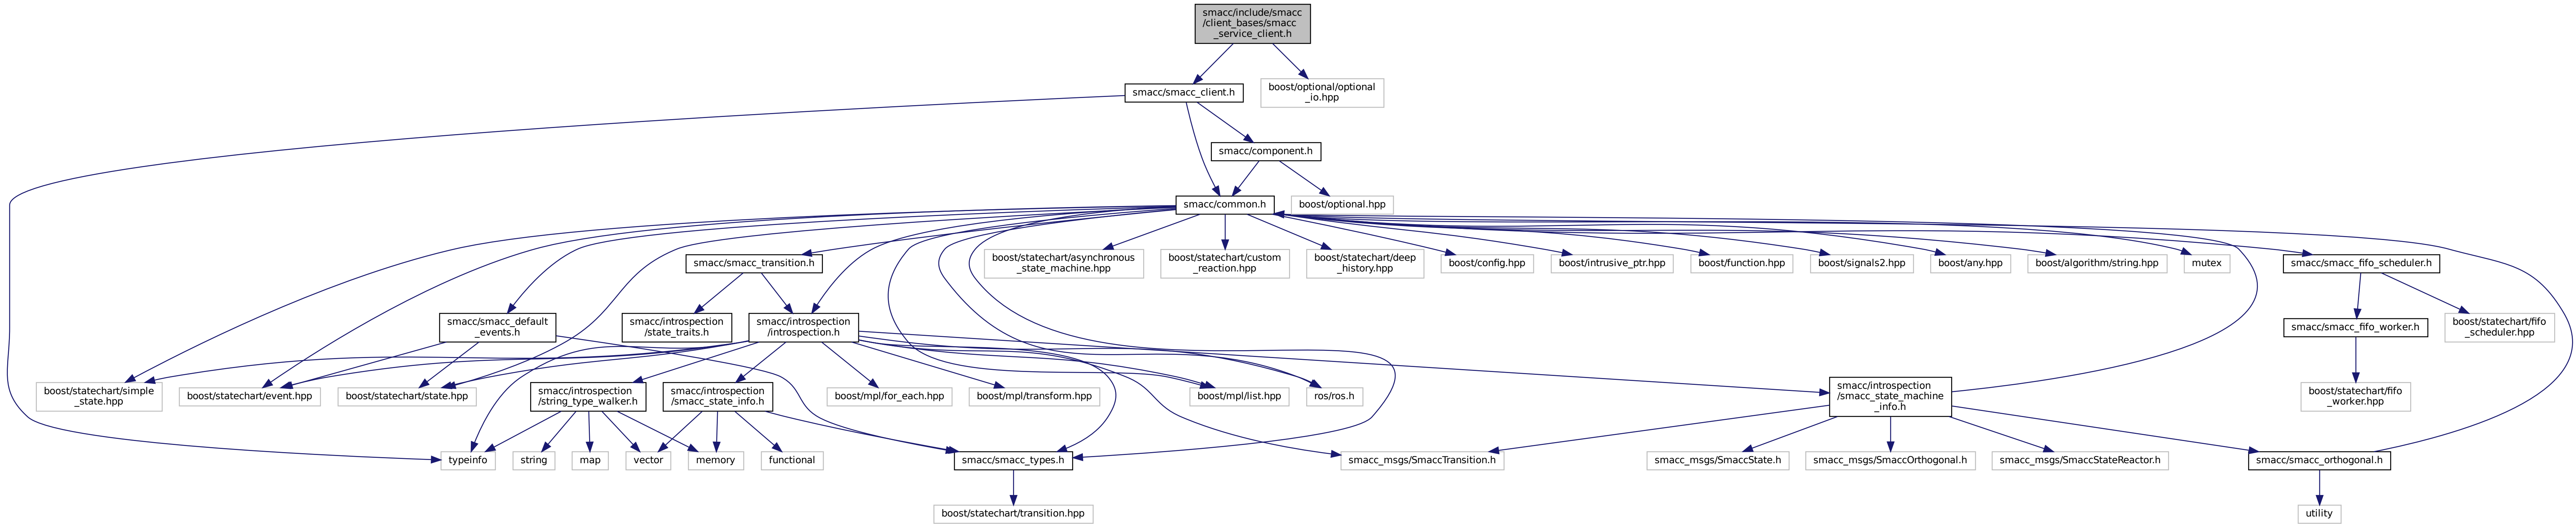 smacc/include/smacc
/client_bases/smacc
_service_client.h
smacc/smacc_client.h
boost/optional/optional
_io.hpp
smacc/component.h
smacc/common.h
boost/optional.hpp
smacc/smacc_transition.h
boost/statechart/asynchronous
_state_machine.hpp
boost/statechart/custom
_reaction.hpp
boost/statechart/deep
_history.hpp
boost/config.hpp
boost/intrusive_ptr.hpp
boost/function.hpp
boost/signals2.hpp
boost/any.hpp
boost/algorithm/string.hpp
mutex
smacc/smacc_fifo_scheduler.h
smacc/smacc_default
_events.h
smacc/introspection
/state_traits.h
smacc/introspection
/introspection.h
smacc/smacc_fifo_worker.h
boost/statechart/fifo
_scheduler.hpp
boost/statechart/simple
_state.hpp
boost/statechart/event.hpp
boost/statechart/state.hpp
smacc/introspection
/string_type_walker.h
smacc/introspection
/smacc_state_info.h
boost/mpl/for_each.hpp
boost/mpl/transform.hpp
boost/mpl/list.hpp
ros/ros.h
smacc/introspection
/smacc_state_machine
_info.h
boost/statechart/fifo
_worker.hpp
typeinfo
string
map
vector
memory
functional
smacc/smacc_types.h
smacc_msgs/SmaccTransition.h
smacc_msgs/SmaccState.h
smacc_msgs/SmaccOrthogonal.h
smacc_msgs/SmaccStateReactor.h
smacc/smacc_orthogonal.h
boost/statechart/transition.hpp
utility